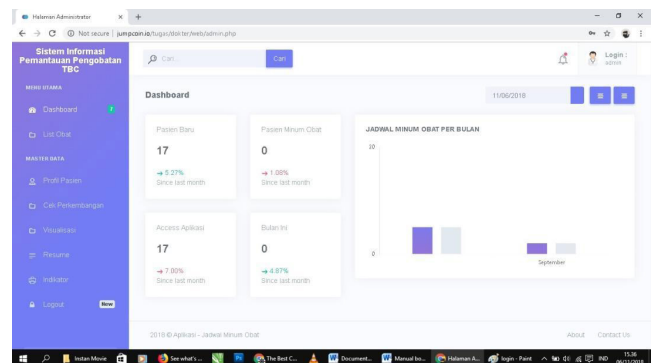 Halaman Administrator
Not secure | jumpcoin.io/tugas/dokter/web/admin.php
Sistem Informasi
Pemantauan Pengobatan
TBC
Cari..
Cari
Login :
admin
MENU UTAMA
Dashboard
List Obat
MASTER DATA
Profil Pasien
Cek Perkembangan
Visualisasi
Resume
Indikator
Logout
New
Dashboard
11/06/2018
Pasien Baru
17
5.27%
Since last month
Pasien Minum Obat
0
1.08%
Since last month
Access Aplikasi
17
7.00%
Since last month
Bulan Ini
0
4.87%
Since last month
JADWAL MINUM OBAT PER BULAN
20
0
September
2018 © Aplikasi - Jadwal Minum Obat
About
Contact Us
Instan Movie
See what's ...
The Best C...
Document...
Manual bo...
Halaman A...
login - Paint
IND
15.36
06/11/2018